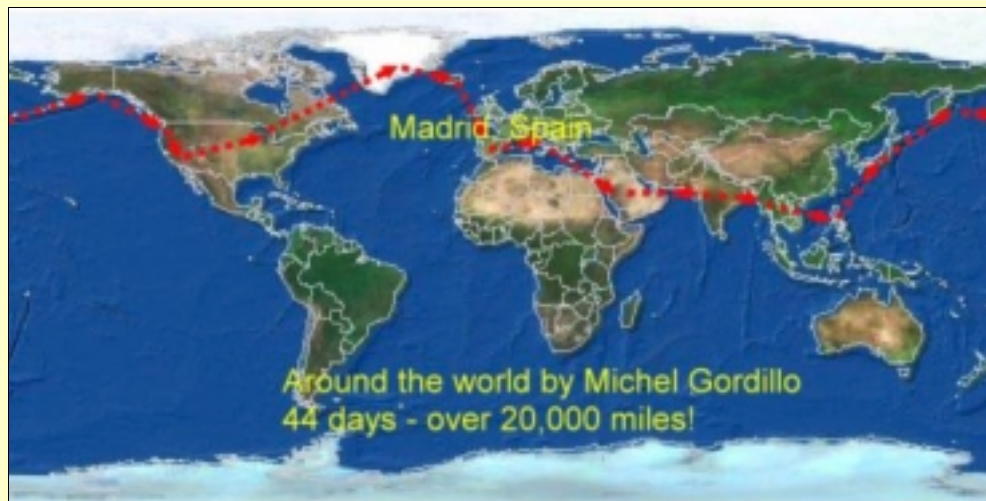 Madrid, Spain
Around the world by Michel Gordillo
44 days - over 20,000 miles!